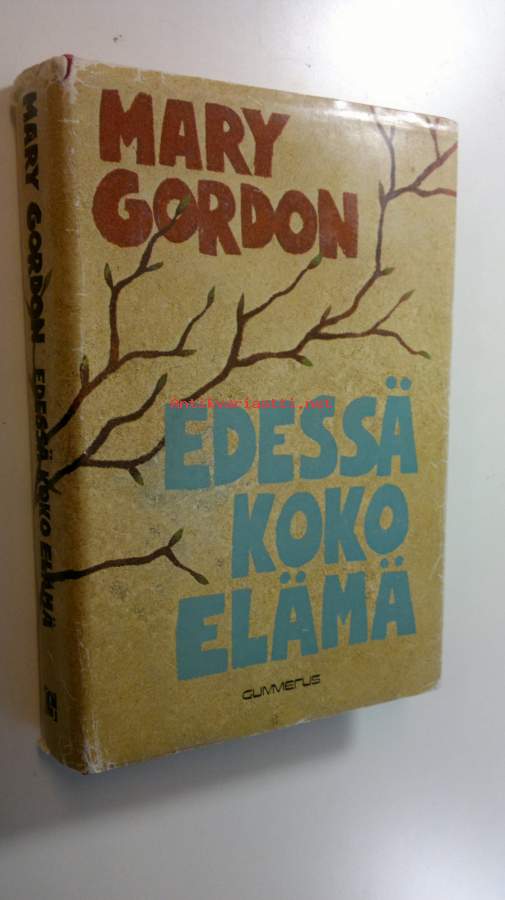 MARY
GORDON
EDESSÄ
KOKO
ELÄMÄ
GUMMERUS
MARY GORDON EDESSÄ KOKO ELÄMÄ
Antikvariaatti.net